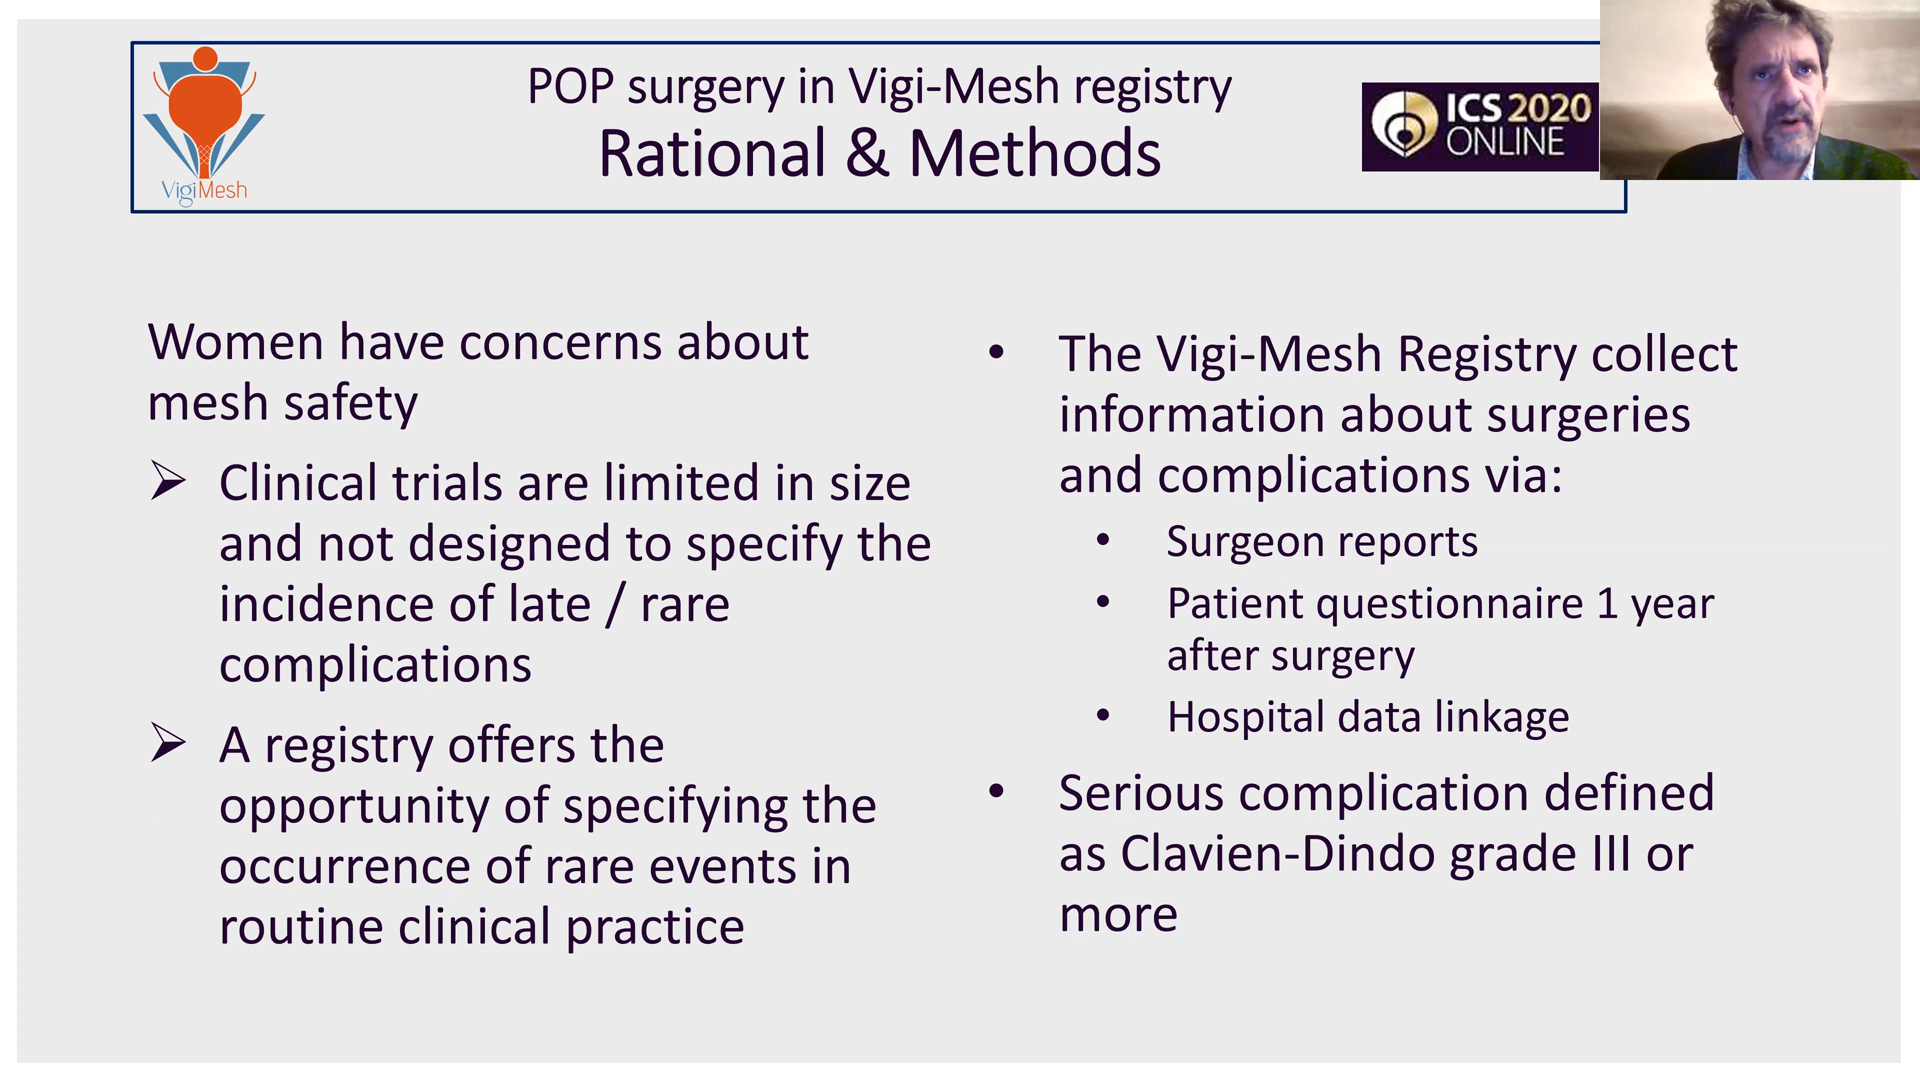 POP surgery in Vigi-Mesh registry
Rational & Methods
VigiMesh
ICS 2020
ONLINE
Women have concerns about
mesh safety
➢ Clinical trials are limited in size
and not designed to specify the
incidence of late / rare
complications
➢ A registry offers the
opportunity of specifying the
occurrence of rare events in
routine clinical practice
• The Vigi-Mesh Registry collect
information about surgeries
and complications via:
• Surgeon reports
• Patient questionnaire 1 year
after surgery
• Hospital data linkage
• Serious complication defined
as Clavien-Dindo grade III or
more